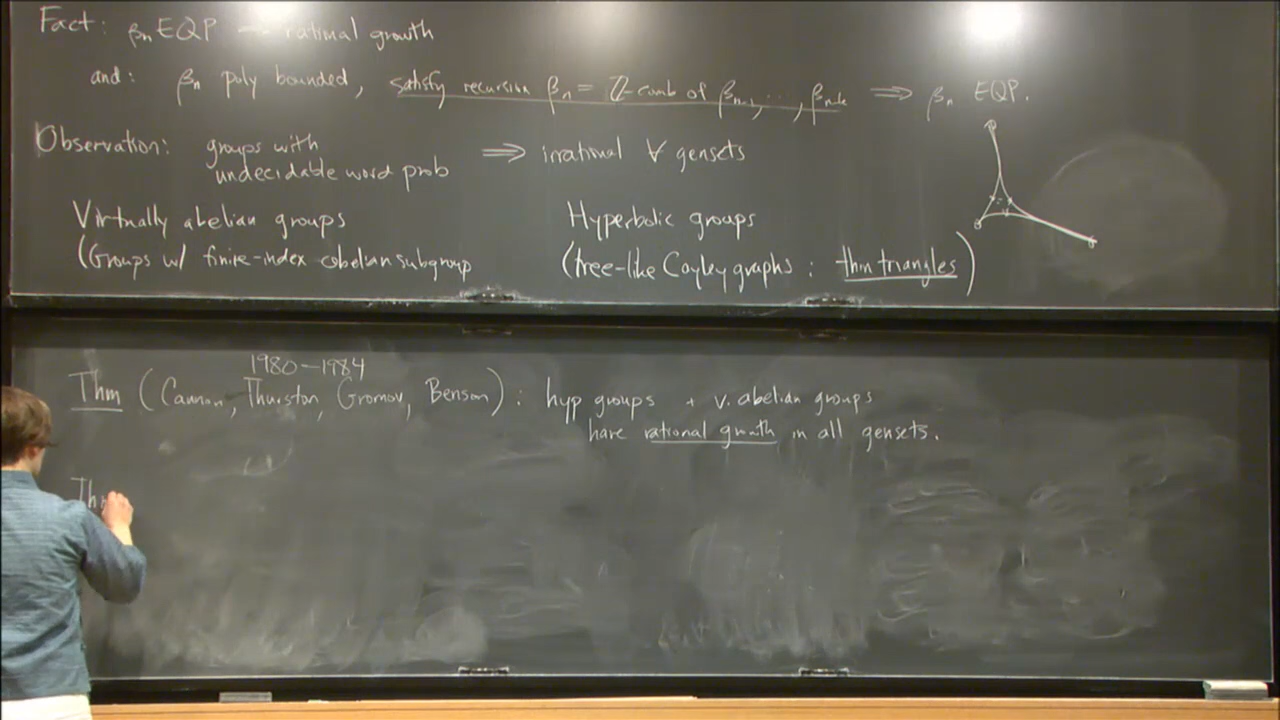 Fact: βₙ EQP → rational growth
and: βₙ poly bounded, satisfy recursion βₙ = ℤ-comb of βₙ₋₁, ..., βₙ₋ₖ ⟹ βₙ EQP.
Observation: groups with undecidable word prob ⟹ irrational ∀ gensets
Virtually abelian groups
(Groups w/ finite-index abelian subgroup
Hyperbolic groups
(tree-like Cayley graphs: thin triangles)
1980-1984
Thm (Cannon, Thurston, Gromov, Benson): hyp groups + v. abelian groups
have rational growth in all gensets.
Thm